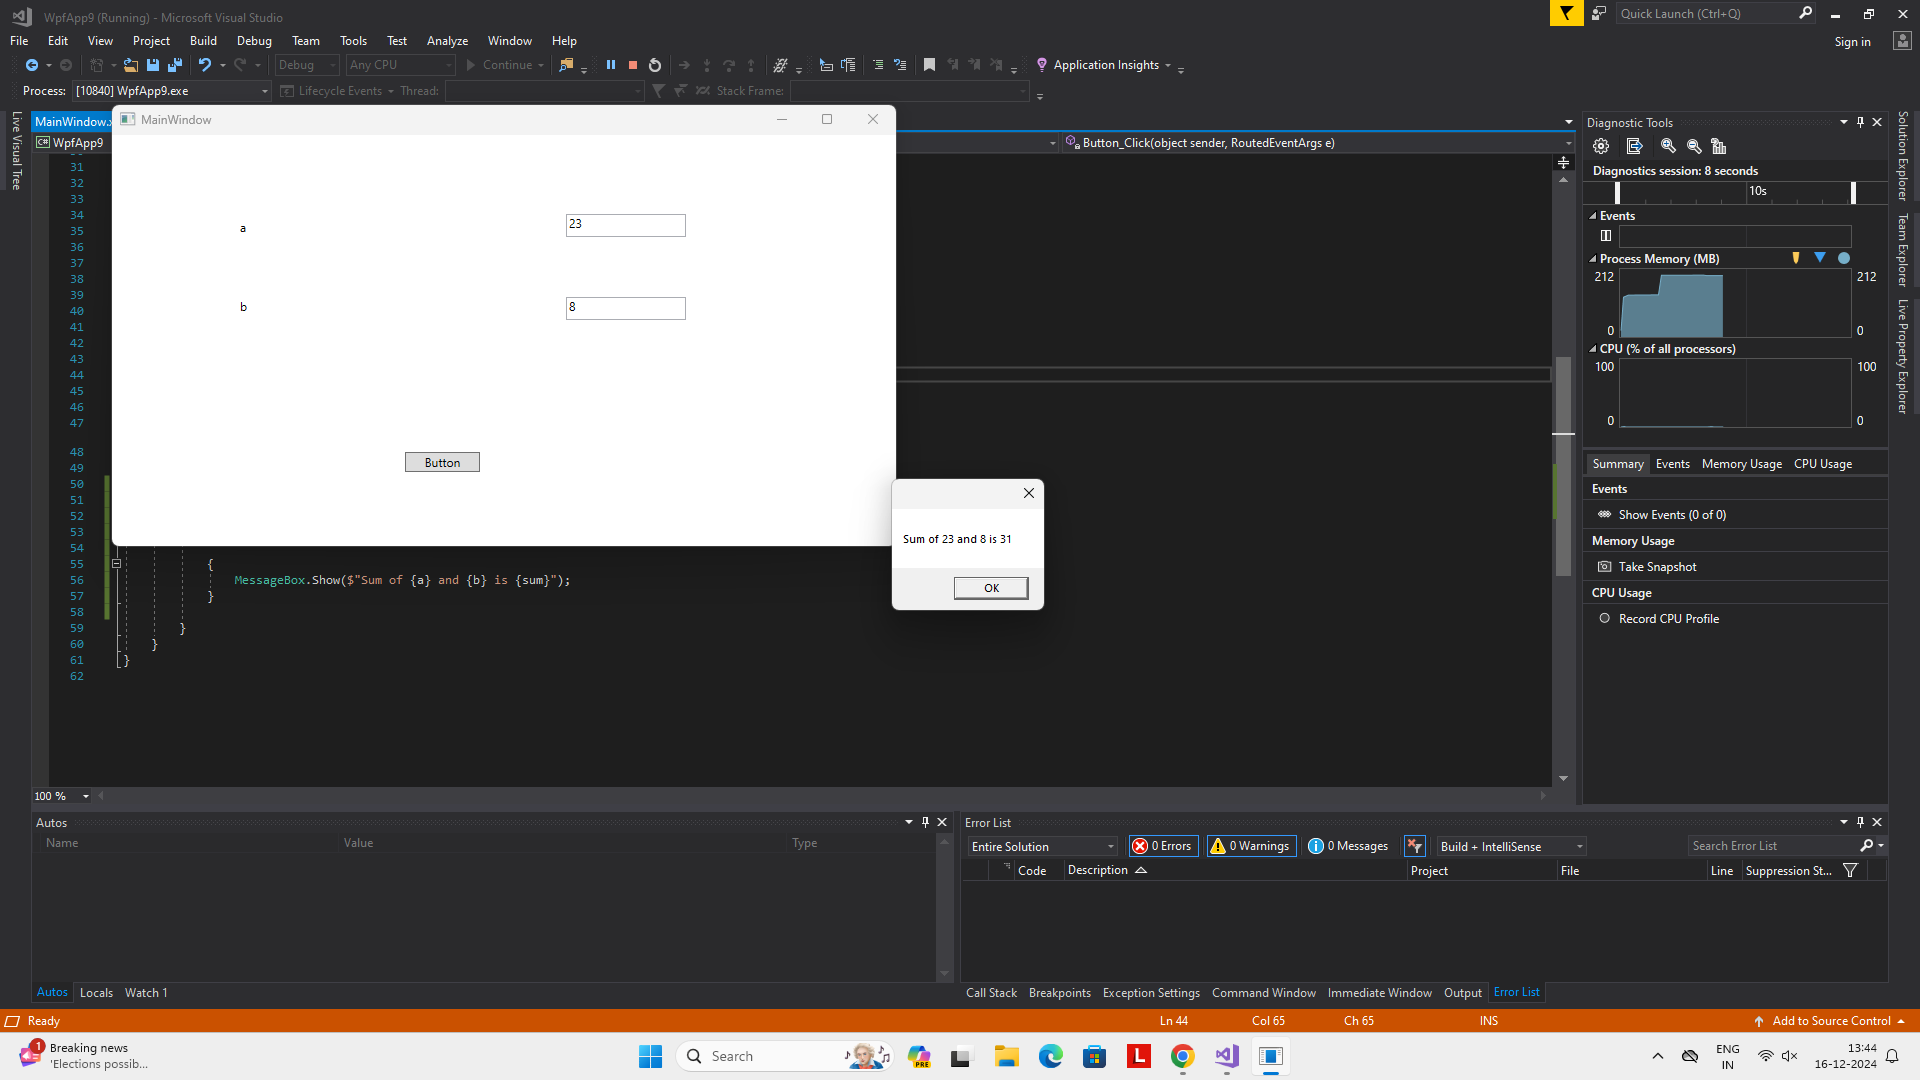 WpfApp9 (Running) - Microsoft Visual Studio
Quick Launch (Ctrl+Q)
File Edit View Project Build Debug Team Tools Test Analyze Window Help
Sign in
Debug Any CPU Continue Application Insights
Process: [10840] WpfApp9.exe Lifecycle Events Thread: Stack Frame:
Live Visual Tree
MainWindow.x
WpfApp9
Button_Click(object sender, RoutedEventArgs e)
MainWindow
a 23
b 8
Button
Sum of 23 and 8 is 31
OK
31
32
33
34
35
36
37
38
39
40
41
42
43
44
45
46
47
48
49
50
51
52
53
54
55 {
56 MessageBox.Show($"Sum of {a} and {b} is {sum}");
57 }
58
59 }
60 }
61 }
62
100 %
Diagnostic Tools
Diagnostics session: 8 seconds
10s
Events
Process Memory (MB)
212 212
0 0
CPU (% of all processors)
100 100
0 0
Summary Events Memory Usage CPU Usage
Events
Show Events (0 of 0)
Memory Usage
Take Snapshot
CPU Usage
Record CPU Profile
Solution Explorer
Team Explorer
Live Property Explorer
Autos
Name Value Type
Autos Locals Watch 1
Error List
Entire Solution 0 Errors 0 Warnings 0 Messages Build + IntelliSense Search Error List
Code Description Project File Line Suppression St...
Call Stack Breakpoints Exception Settings Command Window Immediate Window Output Error List
Ready Ln 44 Col 65 Ch 65 INS Add to Source Control
1
Breaking news
'Elections possib...
Search
PRE
L
ENG
IN
13:44
16-12-2024